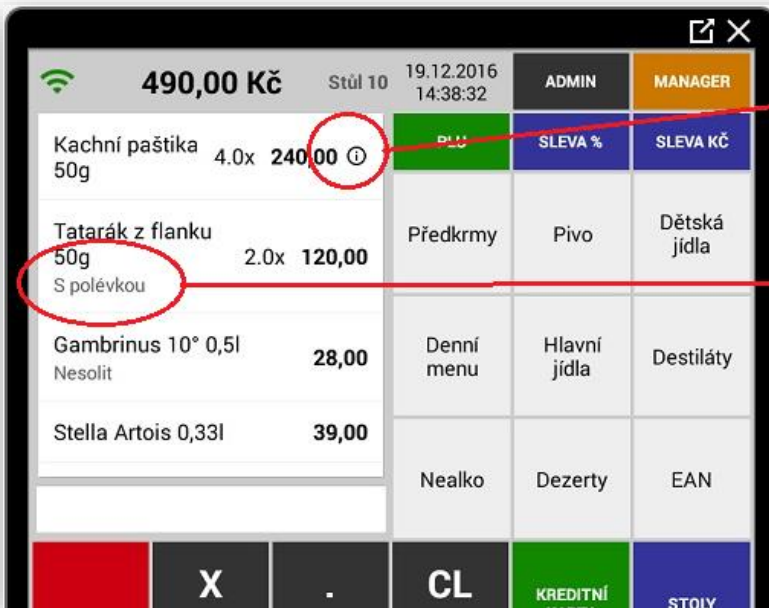 490,00 Kč Stůl 10 19.12.2016 ADMIN MANAGER
14:38:32
Kachní paštika 4.0x 240,00
50g
PLU SLEVA % SLEVA KČ
Tatarák z flanku
50g 2.0x 120,00
S polévkou
Předkrmy Pivo Dětská
jídla
Gambrinus 10° 0,5l 28,00
Nesolit
Denní Hlavní Destiláty
menu jídla
Stella Artois 0,33l 39,00
Nealko Dezerty EAN
X . CL KREDITNÍ STOLY